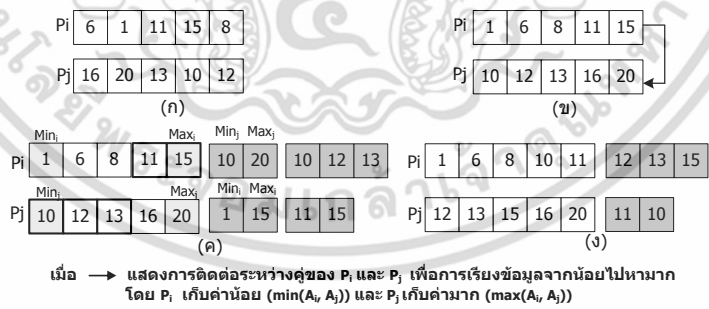 Pi 6 1 11 15 8 Pi 1 6 8 11 15
Pj 16 20 13 10 12 Pj 10 12 13 16 20
(ก) (ข)
Mini Maxi Minj Maxj
Pi 1 6 8 11 15 10 20 10 12 13 Pi 1 6 8 10 11 12 13 15
Minj Maxj Mini Maxi
Pj 10 12 13 16 20 1 15 11 15 Pj 12 13 15 16 20 11 10
(ค) (ง)
เมื่อ → แสดงการติดต่อระหว่างคู่ของ Pi และ Pj เพื่อการเรียงข้อมูลจากน้อยไปหามาก
โดย Pi เก็บค่าน้อย (min(Ai, Aj)) และ Pj เก็บค่ามาก (max(Ai, Aj))